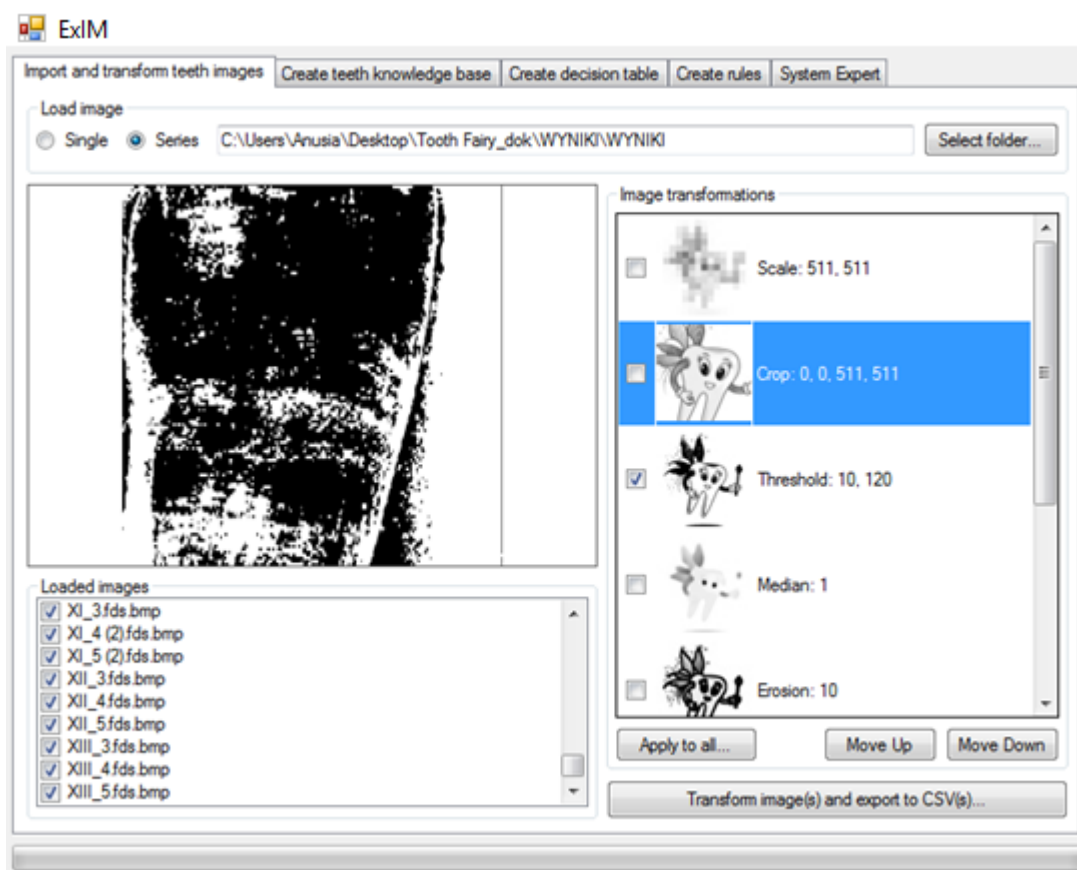 ExIM
Import and transform teeth images Create teeth knowledge base Create decision table Create rules System Expert
Load image
Single Series C:\Users\Anusia\Desktop\Tooth Fairy_dok\WYNIKI\WYNIKI Select folder...
Image transformations
Scale: 511, 511
Crop: 0, 0, 511, 511
Threshold: 10, 120
Median: 1
Erosion: 10
Apply to all... Move Up Move Down
Transform image(s) and export to CSV(s)...
Loaded images
XI_3.fds.bmp
XI_4 (2).fds.bmp
XI_5 (2).fds.bmp
XII_3.fds.bmp
XII_4.fds.bmp
XII_5.fds.bmp
XIII_3.fds.bmp
XIII_4.fds.bmp
XIII_5.fds.bmp